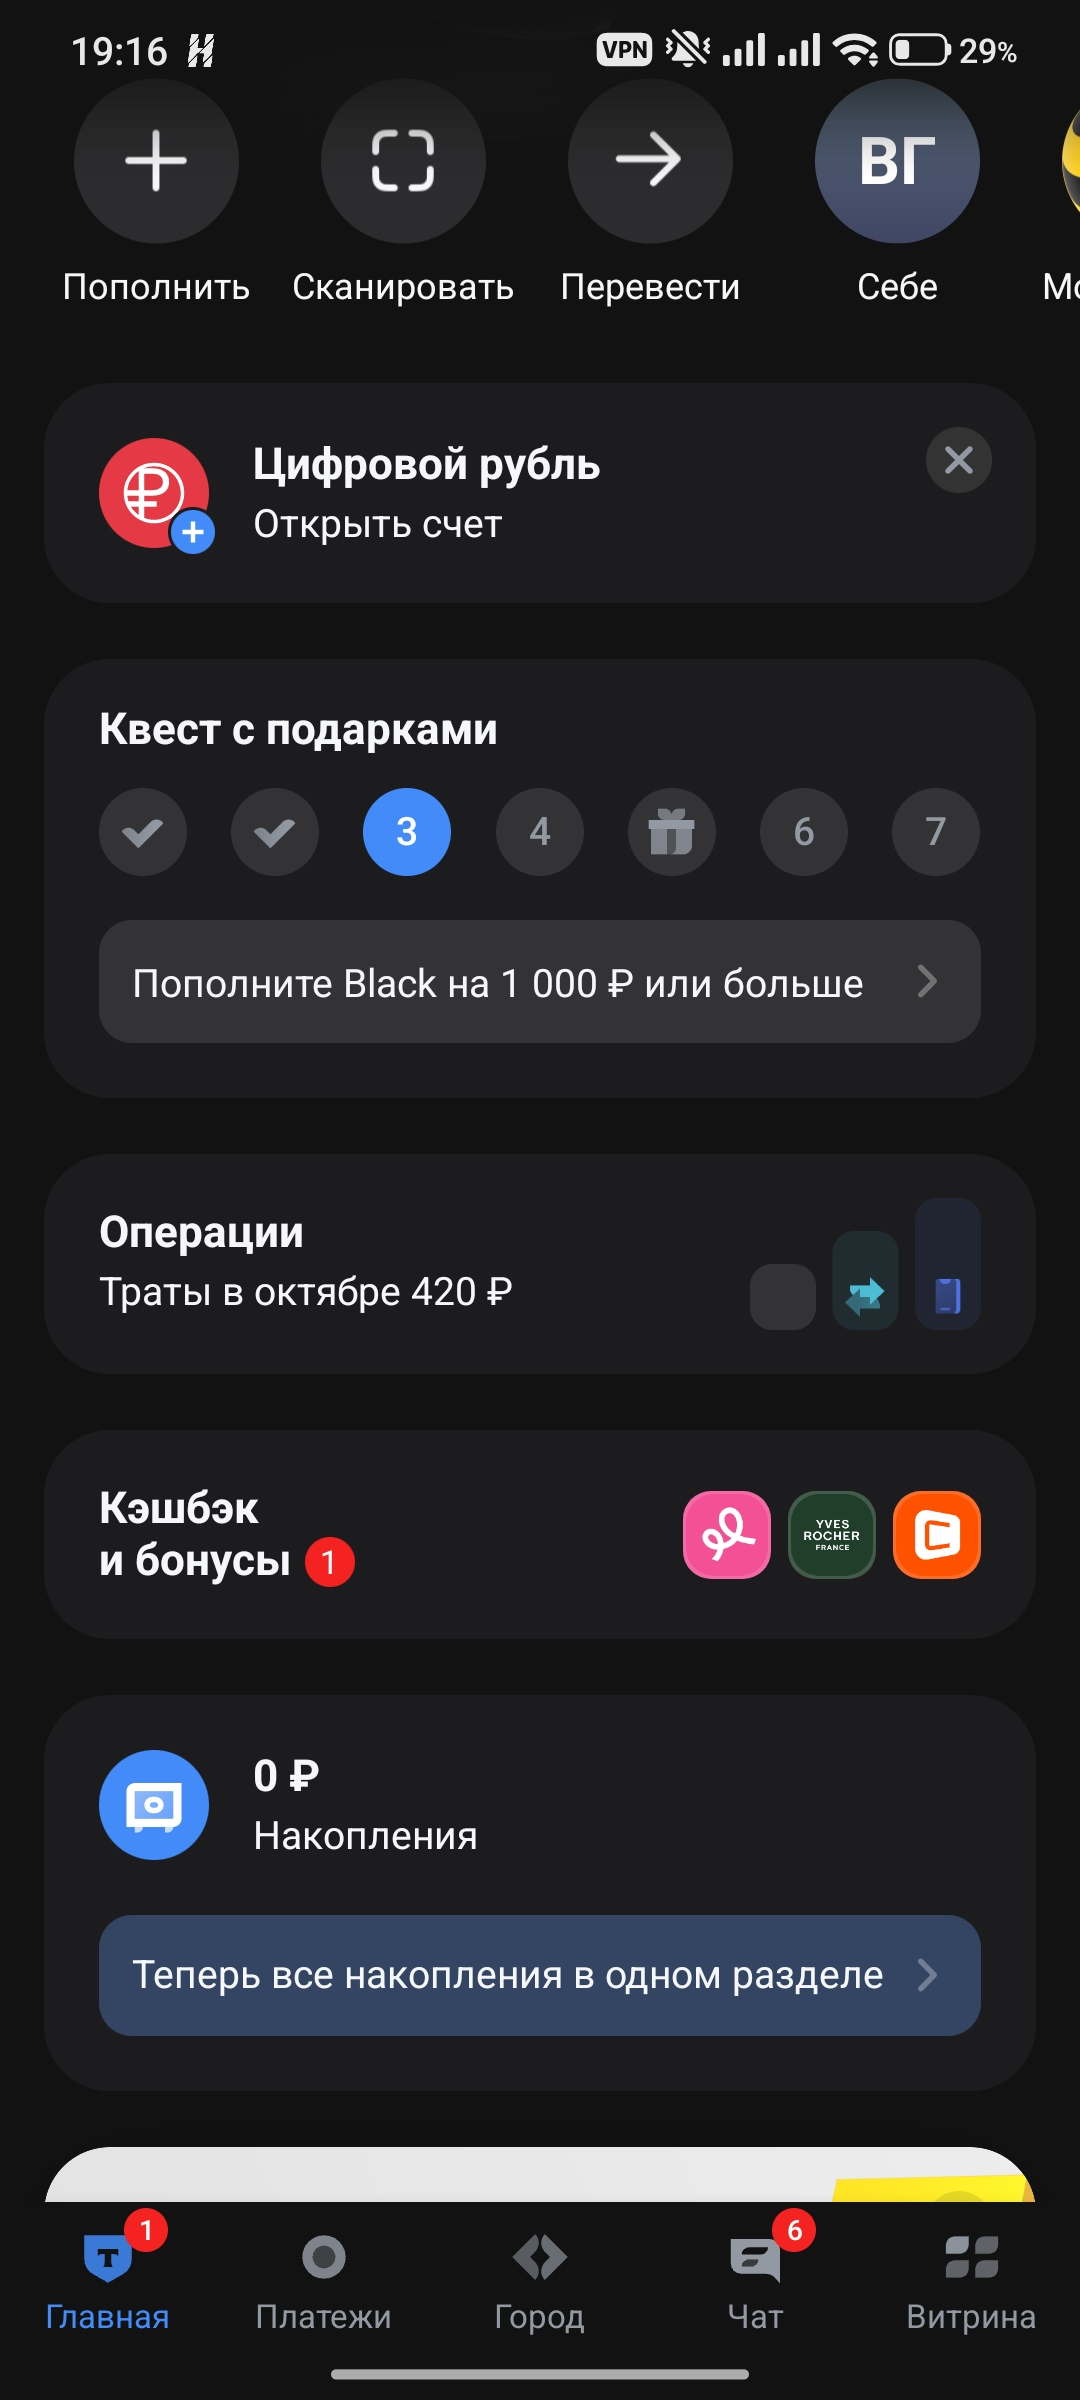 19:16
VPN
29%
ВГ
Пополнить Сканировать Перевести Себе
Цифровой рубль
Открыть счет
Квест с подарками
3 4 6 7
Пополните Black на 1 000 ₽ или больше
Операции
Траты в октябре 420 ₽
Кэшбэк
и бонусы 1
YVES
ROCHER
FRANCE
0 ₽
Накопления
Теперь все накопления в одном разделе
1 6
Главная Платежи Город Чат Витрина